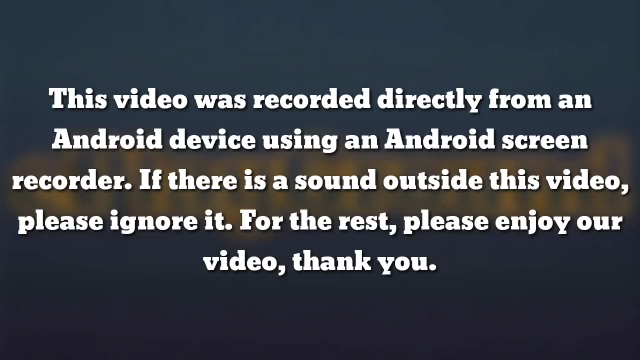 This video was recorded directly from an
Android device using an Android screen
recorder. If there is a sound outside this video,
please ignore it. For the rest, please enjoy our
video, thank you.